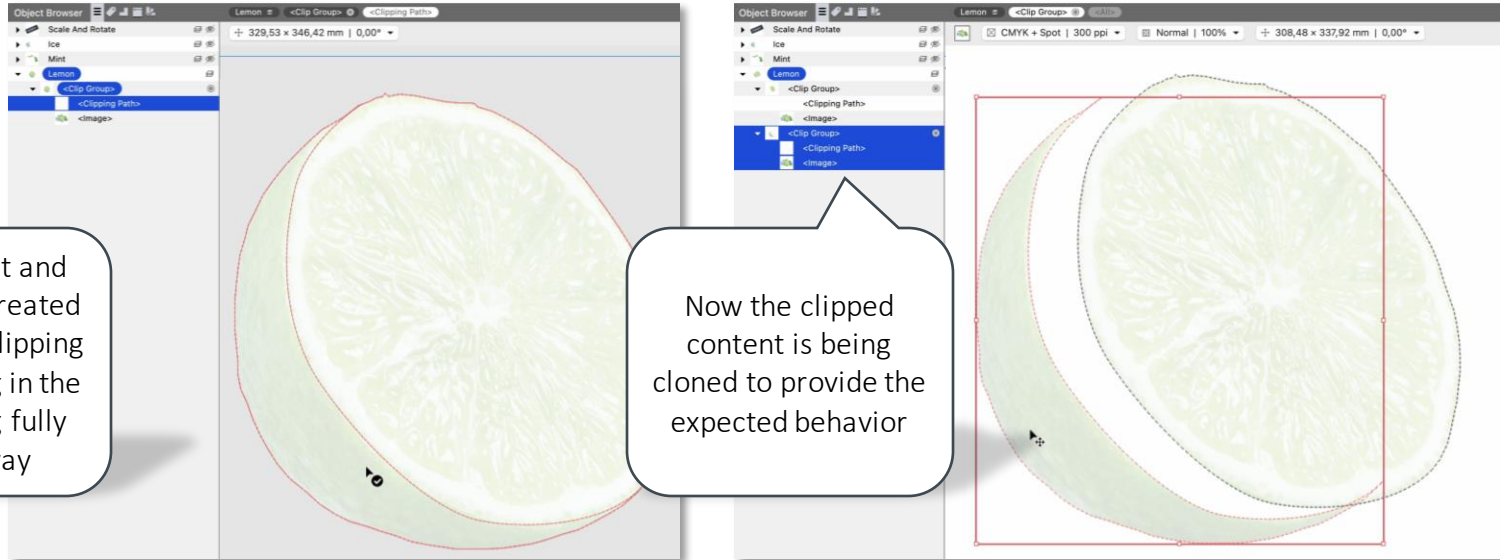 Object Browser
Lemon
<Clip Group>
<Clipping Path>
Scale And Rotate
Ice
Mint
Lemon
<Clip Group>
<Clipping Path>
<Image>
329,53 × 346,42 mm | 0,00°
t and
reated
lipping
g in the
g fully
ay
Object Browser
Lemon
<Clip Group>
<All>
Scale And Rotate
Ice
Mint
Lemon
<Clip Group>
<Clipping Path>
<Image>
<Clip Group>
<Clipping Path>
<Image>
CMYK + Spot | 300 ppi
Normal | 100%
308,48 × 337,92 mm | 0,00°
Now the clipped
content is being
cloned to provide the
expected behavior